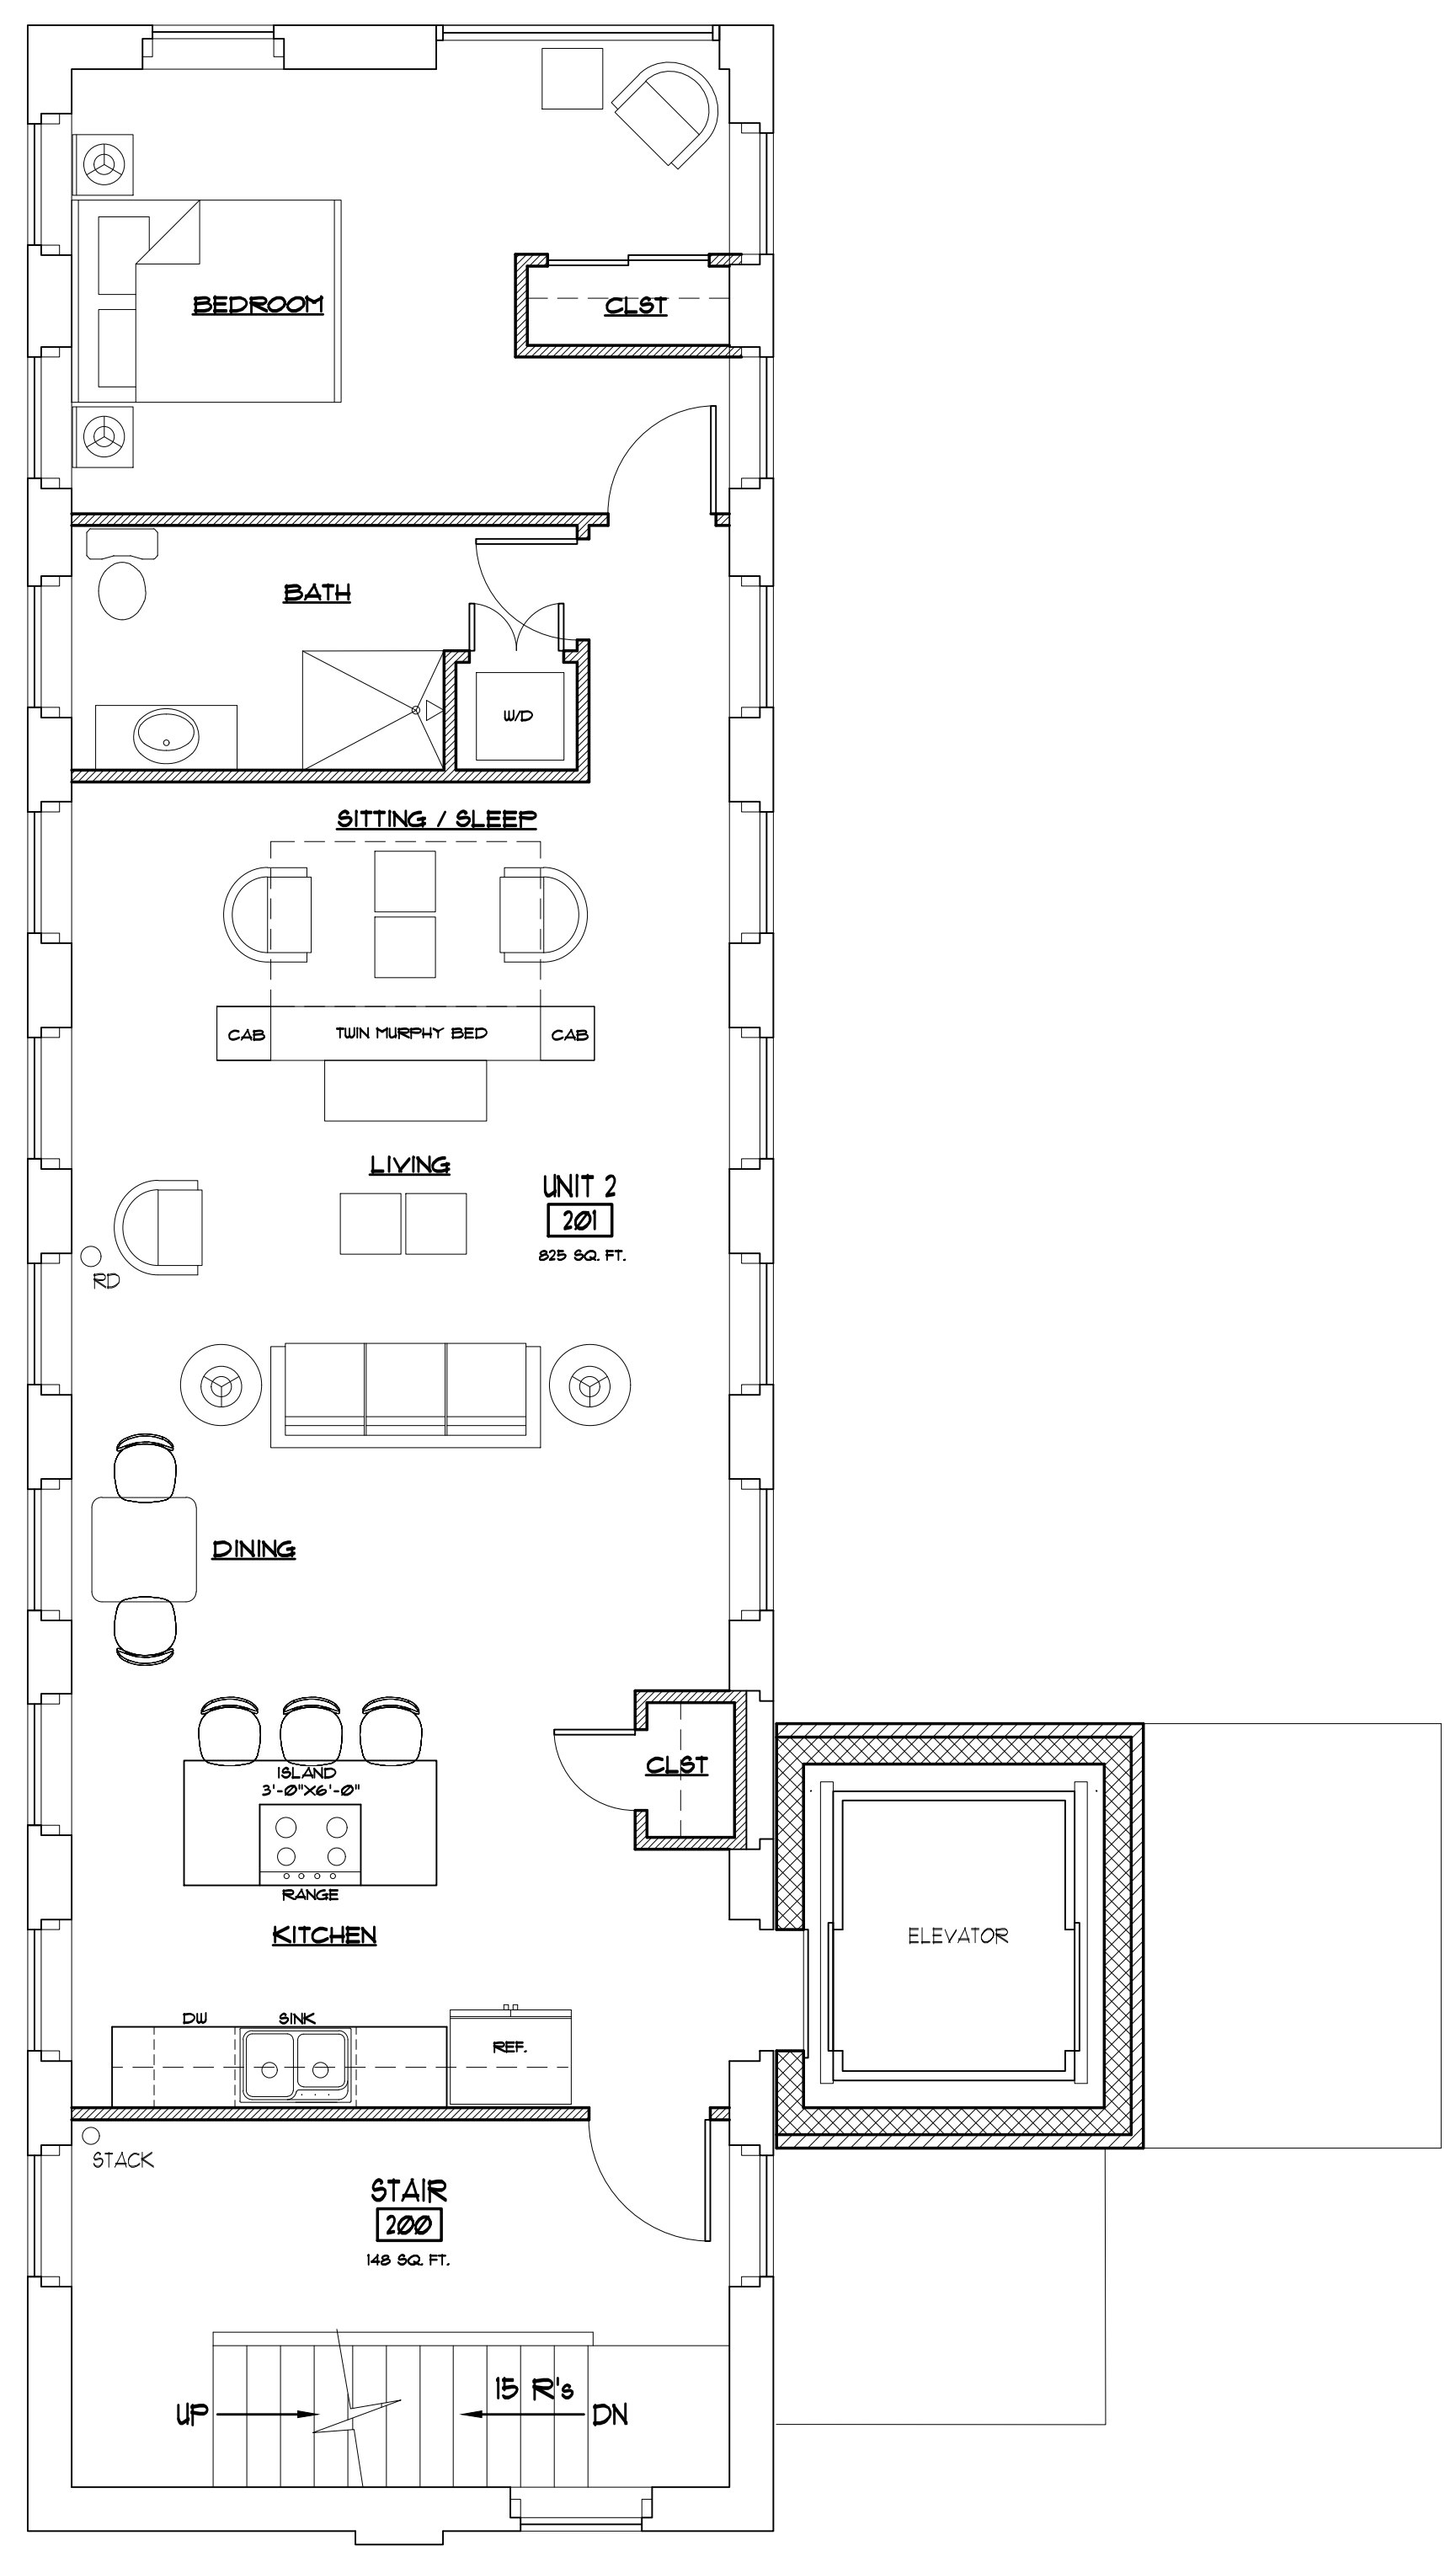 BEDROOM
CLST
BATH
W/D
SITTING / SLEEP
CAB
TWIN MURPHY BED
CAB
LIVING
UNIT 2
201
825 SQ. FT.
RD
DINING
CLST
ISLAND
3'-0"X6'-0"
RANGE
KITCHEN
ELEVATOR
DW
SINK
REF.
STACK
STAIR
200
148 SQ. FT.
15 R's
UP
DN